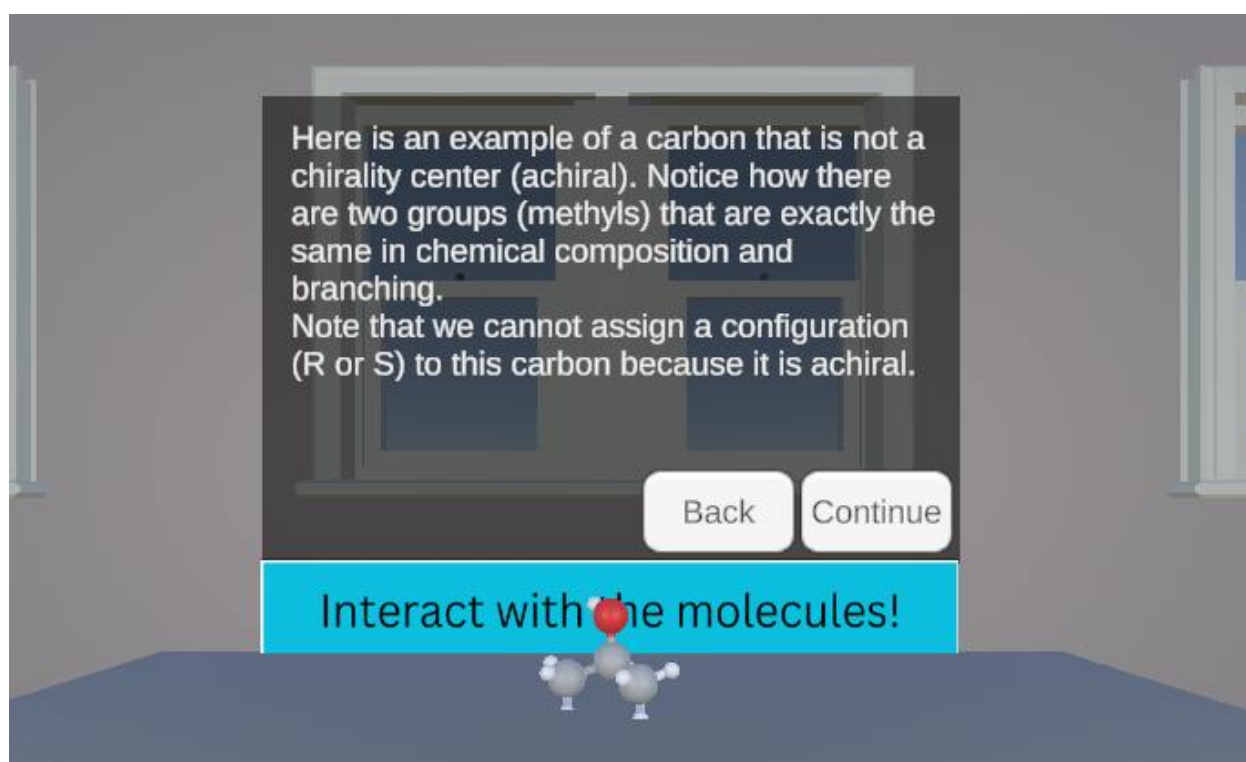 Here is an example of a carbon that is not a
chirality center (achiral). Notice how there
are two groups (methyls) that are exactly the
same in chemical composition and
branching.
Note that we cannot assign a configuration
(R or S) to this carbon because it is achiral.
Back Continue
Interact with the molecules!